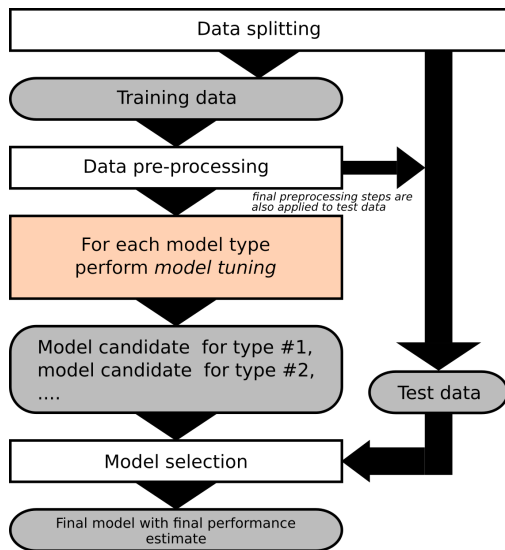 Data splitting
Training data
Data pre-processing
final preprocessing steps are
also applied to test data
For each model type
perform model tuning
Model candidate for type #1,
model candidate for type #2,
....
Test data
Model selection
Final model with final performance
estimate